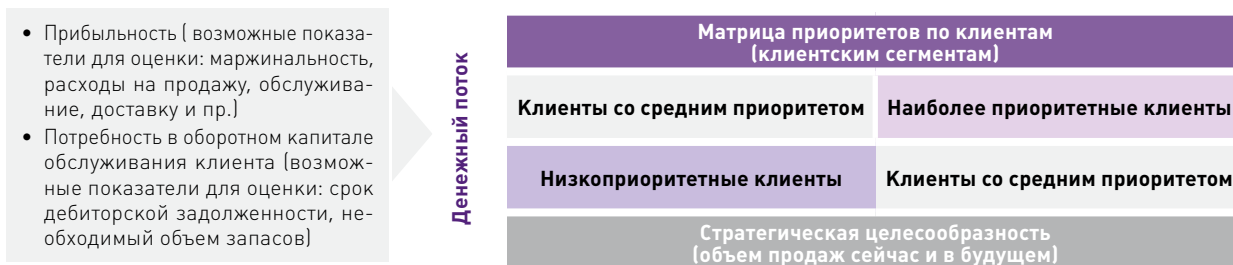 • Прибыльность ( возможные показа-
тели для оценки: маржинальность,
расходы на продажу, обслужива-
ние, доставку и пр.)
• Потребность в оборотном капитале
обслуживания клиента (возмож-
ные показатели для оценки: срок
дебиторской задолженности, не-
обходимый объем запасов)
Денежный поток
Матрица приоритетов по клиентам
(клиентским сегментам)
Клиенты со средним приоритетом
Наиболее приоритетные клиенты
Низкоприоритетные клиенты
Клиенты со средним приоритетом
Стратегическая целесообразность
(объем продаж сейчас и в будущем)